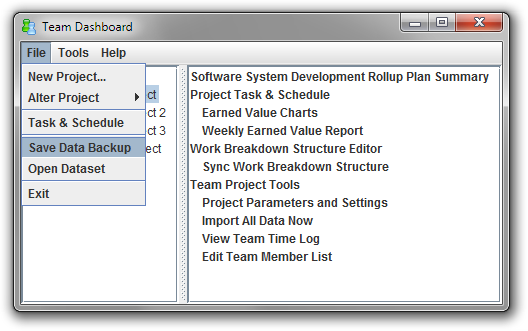 Team Dashboard
File Tools Help
New Project...
Alter Project
Task & Schedule
Save Data Backup
Open Dataset
Exit
ct
t 2
t 3
ject
Software System Development Rollup Plan Summary
Project Task & Schedule
Earned Value Charts
Weekly Earned Value Report
Work Breakdown Structure Editor
Sync Work Breakdown Structure
Team Project Tools
Project Parameters and Settings
Import All Data Now
View Team Time Log
Edit Team Member List